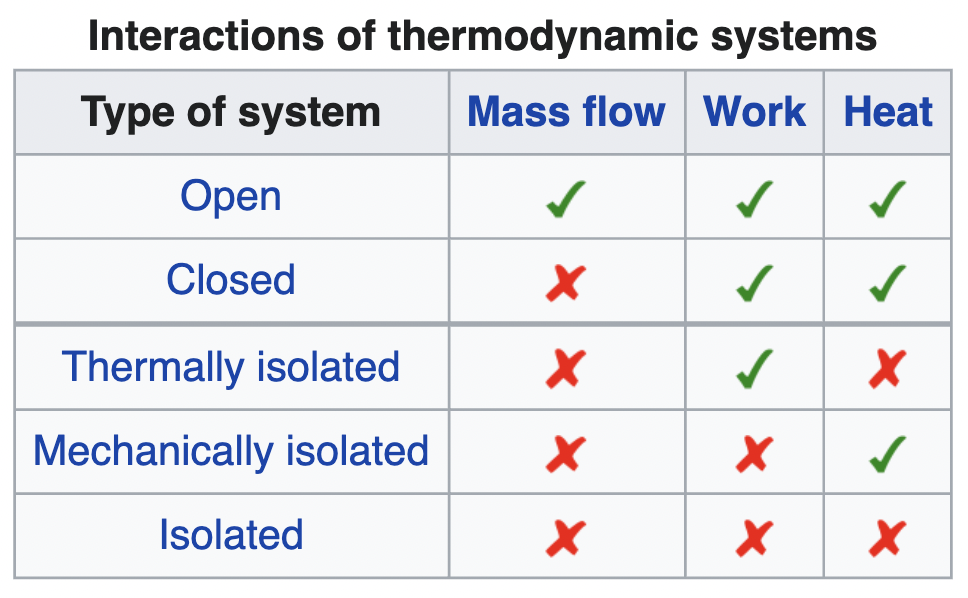 Interactions of thermodynamic systems
Type of system Mass flow Work Heat
Open ✓ ✓ ✓
Closed ✗ ✓ ✓
Thermally isolated ✗ ✓ ✗
Mechanically isolated ✗ ✗ ✓
Isolated ✗ ✗ ✗